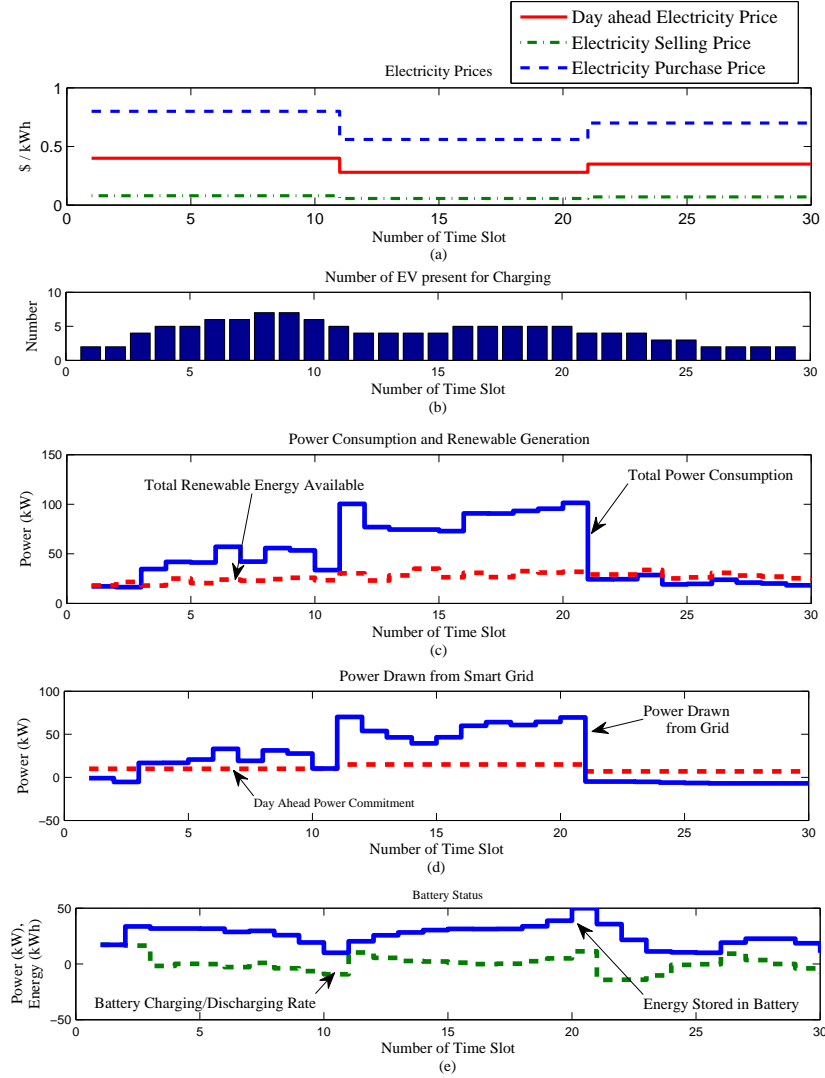 Day ahead Electricity Price
Electricity Selling Price
Electricity Purchase Price
Electricity Prices
1
0.5
0
$ / kWh
0 5 10 15 20 25 30
Number of Time Slot
(a)
Number of EV present for Charging
10
5
0
Number
0 5 10 15 20 25 30
Number of Time Slot
(b)
Power Consumption and Renewable Generation
150
100
50
0
Power (kW)
Total Renewable Energy Available
Total Power Consumption
0 5 10 15 20 25 30
Number of Time Slot
(c)
Power Drawn from Smart Grid
100
50
0
−50
Power (kW)
Power Drawn
from Grid
Day Ahead Power Commitment
0 5 10 15 20 25 30
Number of Time Slot
(d)
Battery Status
50
0
−50
Power (kW),
Energy (kWh)
Battery Charging/Discharging Rate
Energy Stored in Battery
0 5 10 15 20 25 30
Number of Time Slot
(e)